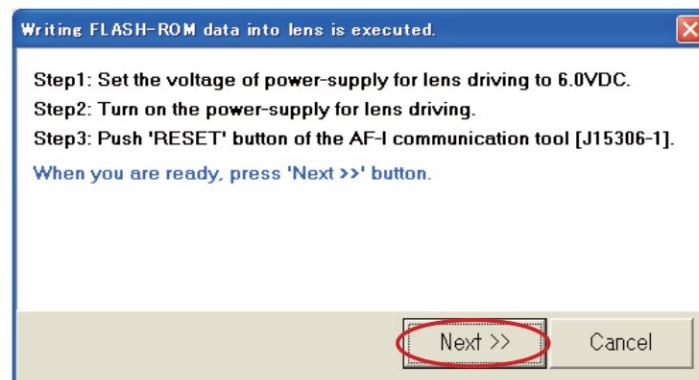 Writing FLASH-ROM data into lens is executed.
Step1: Set the voltage of power-supply for lens driving to 6.0VDC.
Step2: Turn on the power-supply for lens driving.
Step3: Push 'RESET' button of the AF-I communication tool [J15306-1].
When you are ready, press 'Next >>' button.
Next >>
Cancel